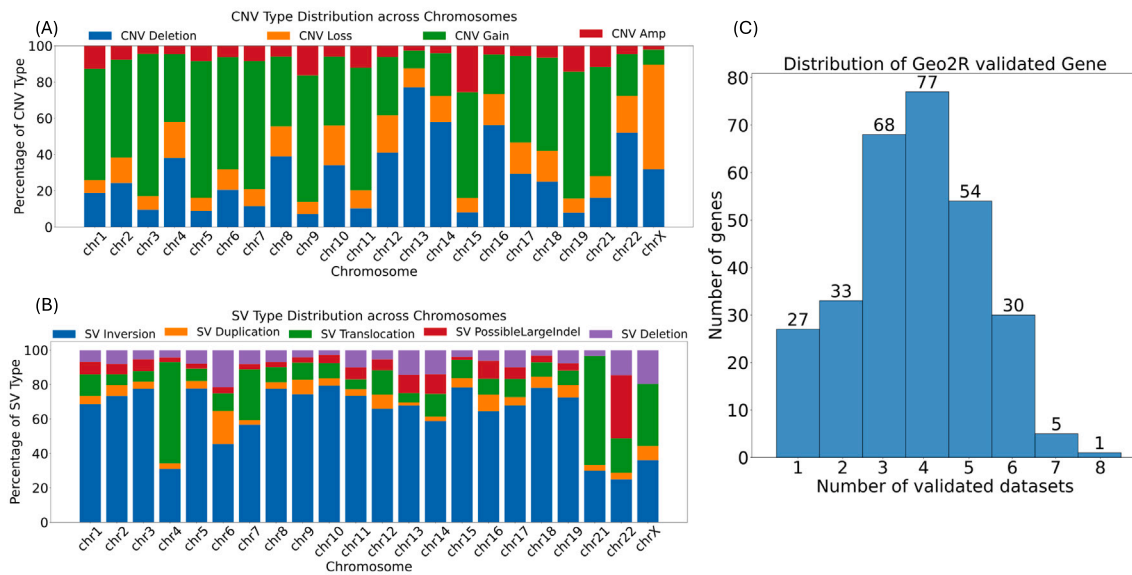 (A)
CNV Type Distribution across Chromosomes
CNV Deletion CNV Loss CNV Gain CNV Amp
Percentage of CNV Type
100
80
60
40
20
0
chr1 chr2 chr3 chr4 chr5 chr6 chr7 chr8 chr9 chr10 chr11 chr12 chr13 chr14 chr15 chr16 chr17 chr18 chr19 chr21 chr22 chrX
Chromosome
(B)
SV Type Distribution across Chromosomes
SV Inversion SV Duplication SV Translocation SV PossibleLargeIndel SV Deletion
Percentage of SV Type
100
80
60
40
20
0
chr1 chr2 chr3 chr4 chr5 chr6 chr7 chr8 chr9 chr10 chr11 chr12 chr13 chr14 chr15 chr16 chr17 chr18 chr19 chr21 chr22 chrX
Chromosome
(C)
Distribution of Geo2R validated Gene
Number of genes
80
70
60
50
40
30
20
10
0
27 33 68 77 54 30 5 1
1 2 3 4 5 6 7 8
Number of validated datasets